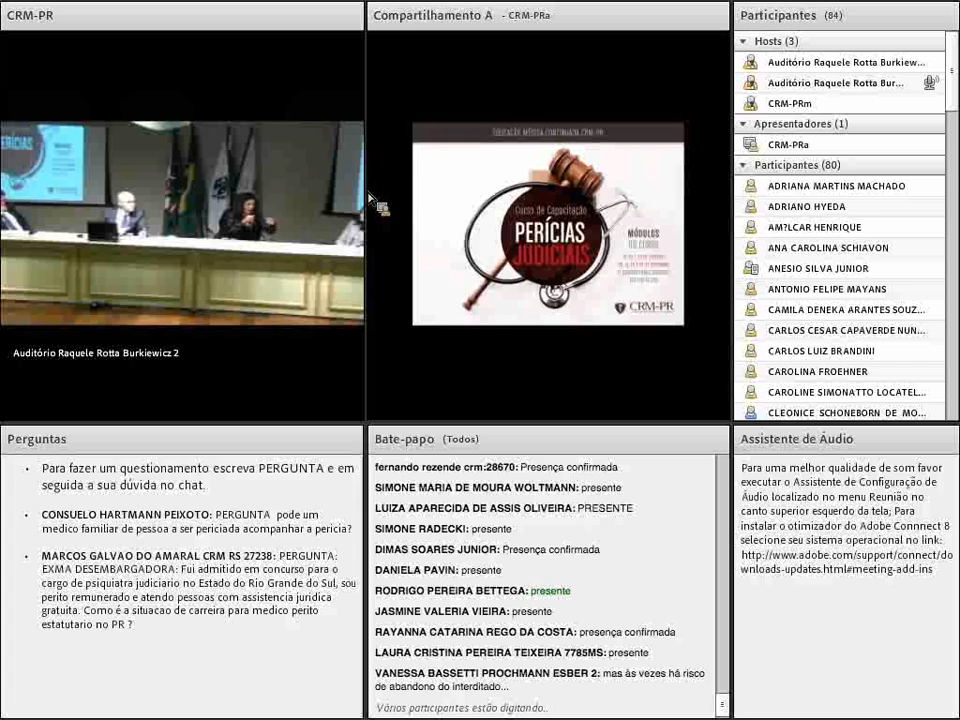 CRM-PR
Compartilhamento A - CRM-PRa
Participantes (84)
PERÍCIAS
Auditório Raquele Rotta Burkiewicz 2
EDUCAÇÃO MÉDICA CONTINUADA CRM-PR
Curso de Capacitação
PERÍCIAS
JUDICIAIS
MÓDULOS
DO CURSO
CRM-PR
Hosts (3)
Auditório Raquele Rotta Burkiew...
Auditório Raquele Rotta Bur...
CRM-PRm
Apresentadores (1)
CRM-PRa
Participantes (80)
ADRIANA MARTINS MACHADO
ADRIANO HYEDA
AM?LCAR HENRIQUE
ANA CAROLINA SCHIAVON
ANESIO SILVA JUNIOR
ANTONIO FELIPE MAYANS
CAMILA DENEKA ARANTES SOUZ...
CARLOS CESAR CAPAVERDE NUN...
CARLOS LUIZ BRANDINI
CAROLINA FROEHNER
CAROLINE SIMONATTO LOCATEL...
CLEONICE SCHONEBORN DE MO...
Perguntas
• Para fazer um questionamento escreva PERGUNTA e em
seguida a sua dúvida no chat.
• CONSUELO HARTMANN PEIXOTO: PERGUNTA pode um
medico familiar de pessoa a ser periciada acompanhar a pericia?
• MARCOS GALVAO DO AMARAL CRM RS 27238: PERGUNTA:
EXMA DESEMBARGADORA: Fui admitido em concurso para o
cargo de psiquiatra judiciario no Estado do Rio Grande do Sul, sou
perito remunerado e atendo pessoas com assistencia juridica
gratuita. Como é a situacao de carreira para medico perito
estatutario no PR ?
Bate-papo (Todos)
fernando rezende crm:28670: Presença confirmada
SIMONE MARIA DE MOURA WOLTMANN: presente
LUIZA APARECIDA DE ASSIS OLIVEIRA: PRESENTE
SIMONE RADECKI: presente
DIMAS SOARES JUNIOR: Presença confirmada
DANIELA PAVIN: presente
RODRIGO PEREIRA BETTEGA: presente
JASMINE VALERIA VIEIRA: presente
RAYANNA CATARINA REGO DA COSTA: presença confirmada
LAURA CRISTINA PEREIRA TEIXEIRA 7785MS: presente
VANESSA BASSETTI PROCHMANN ESBER 2: mas às vezes há risco
de abandono do interditado...
Vários participantes estão digitando..
Assistente de Áudio
Para uma melhor qualidade de som favor
executar o Assistente de Configuração de
Áudio localizado no menu Reunião no
canto superior esquerdo da tela; Para
instalar o otimizador do Adobe Connnect 8
selecione seu sistema operacional no link:
http://www.adobe.com/support/connect/do
wnloads-updates.html#meeting-add-ins